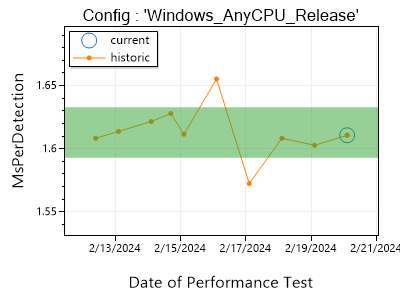 Config : 'Windows_AnyCPU_Release'
current
historic
MsPerDetection
1.65
1.6
1.55
2/13/2024 2/15/2024 2/17/2024 2/19/2024 2/21/2024
Date of Performance Test